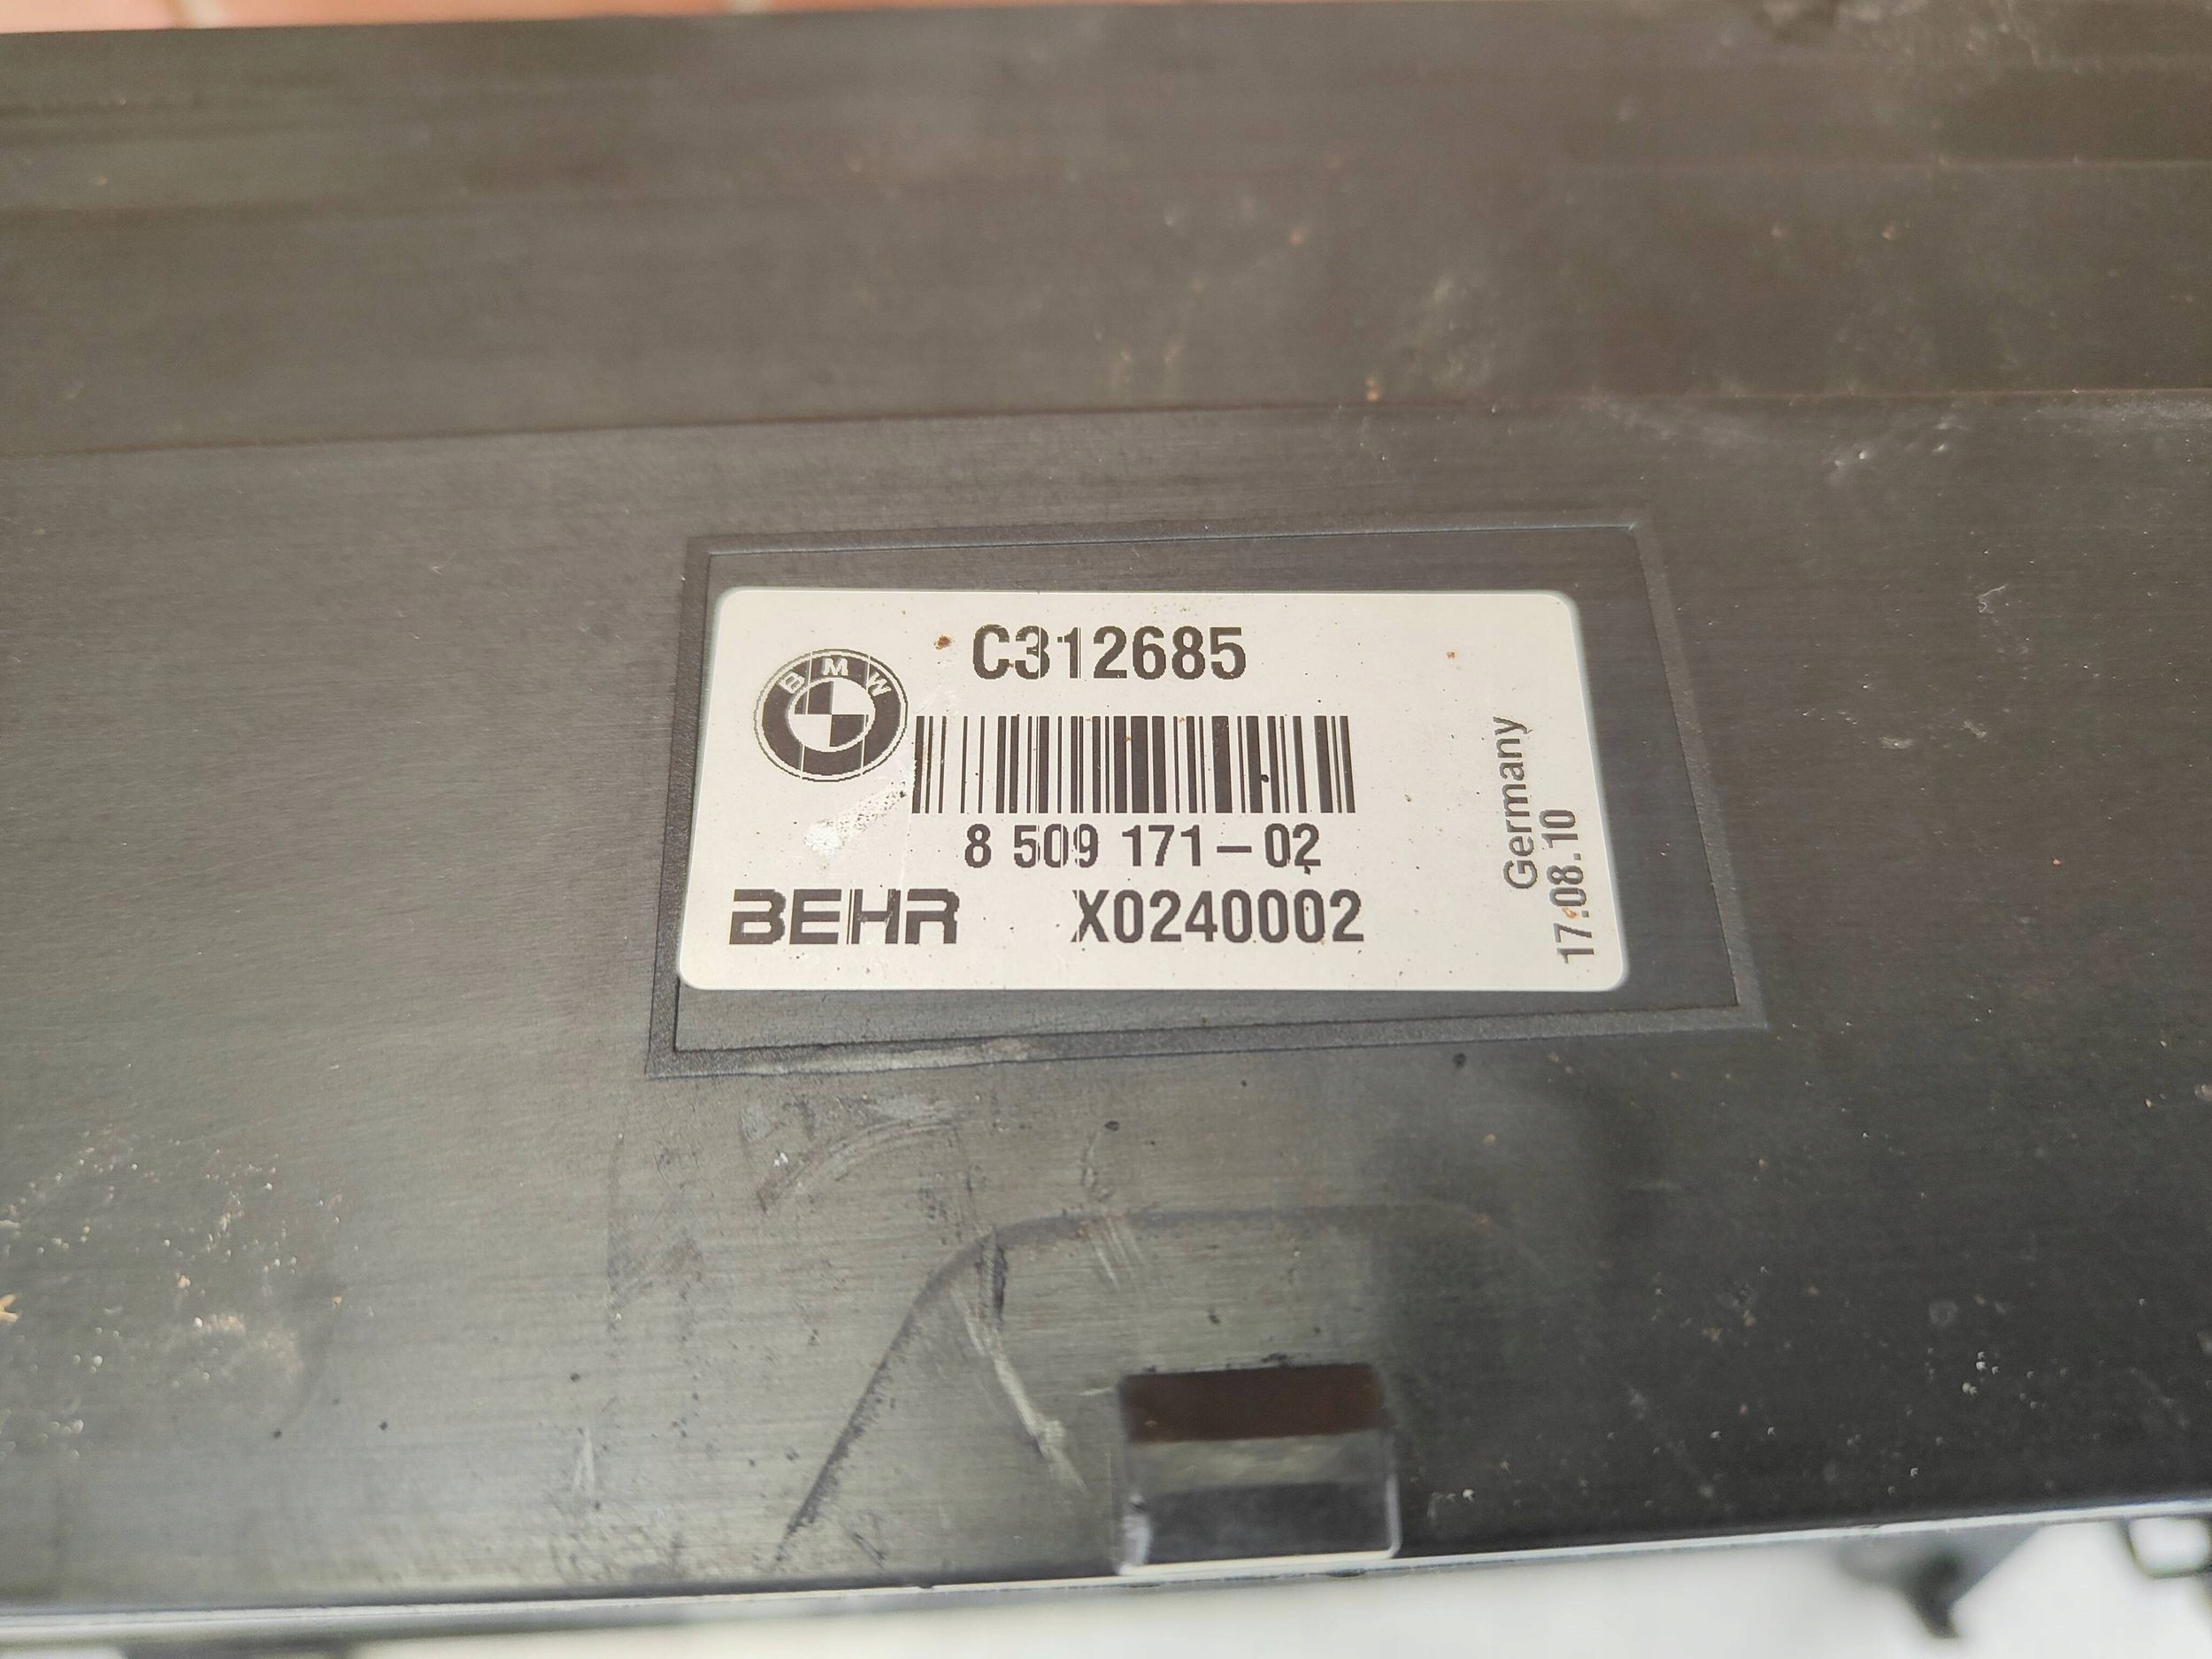 C312685
BMW
8 509 171-02
BEHR X0240002
Germany
17.08.10